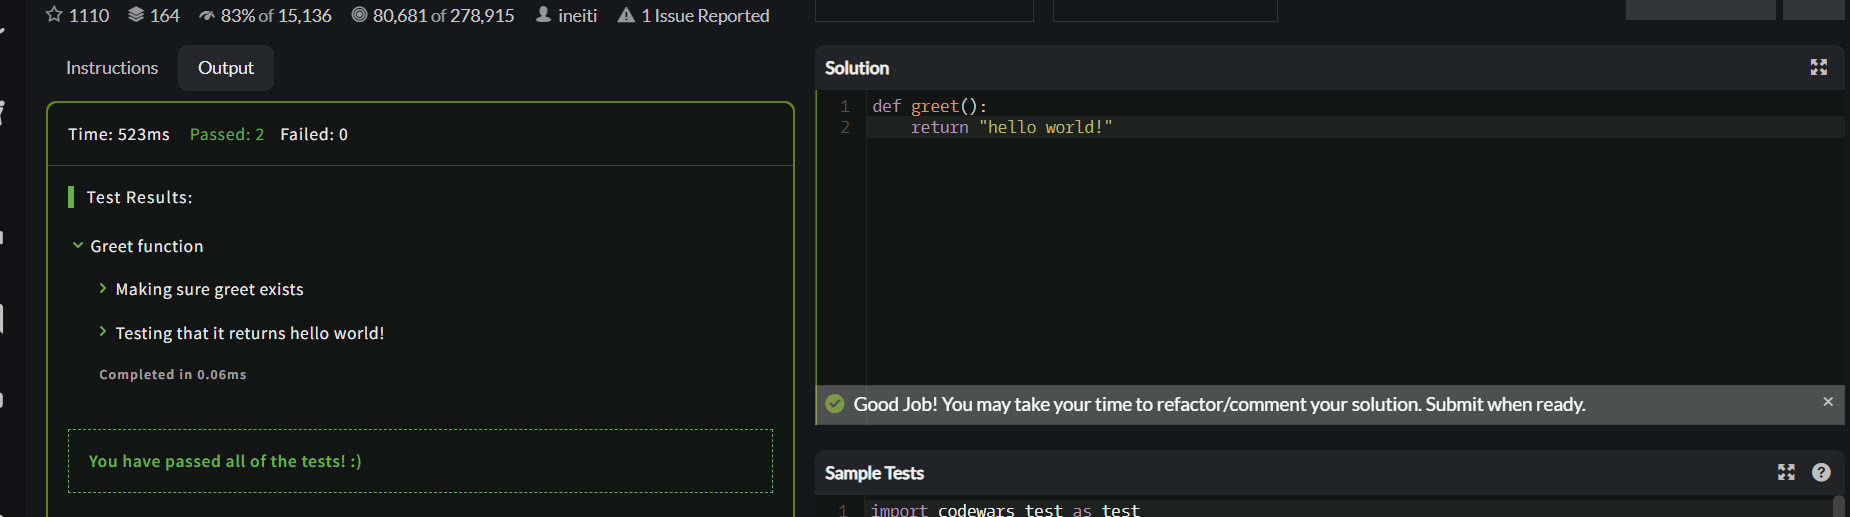 1110 164 83% of 15,136 80,681 of 278,915 ineiti 1 Issue Reported
Instructions Output
Time: 523ms Passed: 2 Failed: 0
Test Results:
Greet function
Making sure greet exists
Testing that it returns hello world!
Completed in 0.06ms
You have passed all of the tests! :)
Solution
1 def greet():
2 return "hello world!"
Good Job! You may take your time to refactor/comment your solution. Submit when ready.
Sample Tests
1 import codewars_test as test